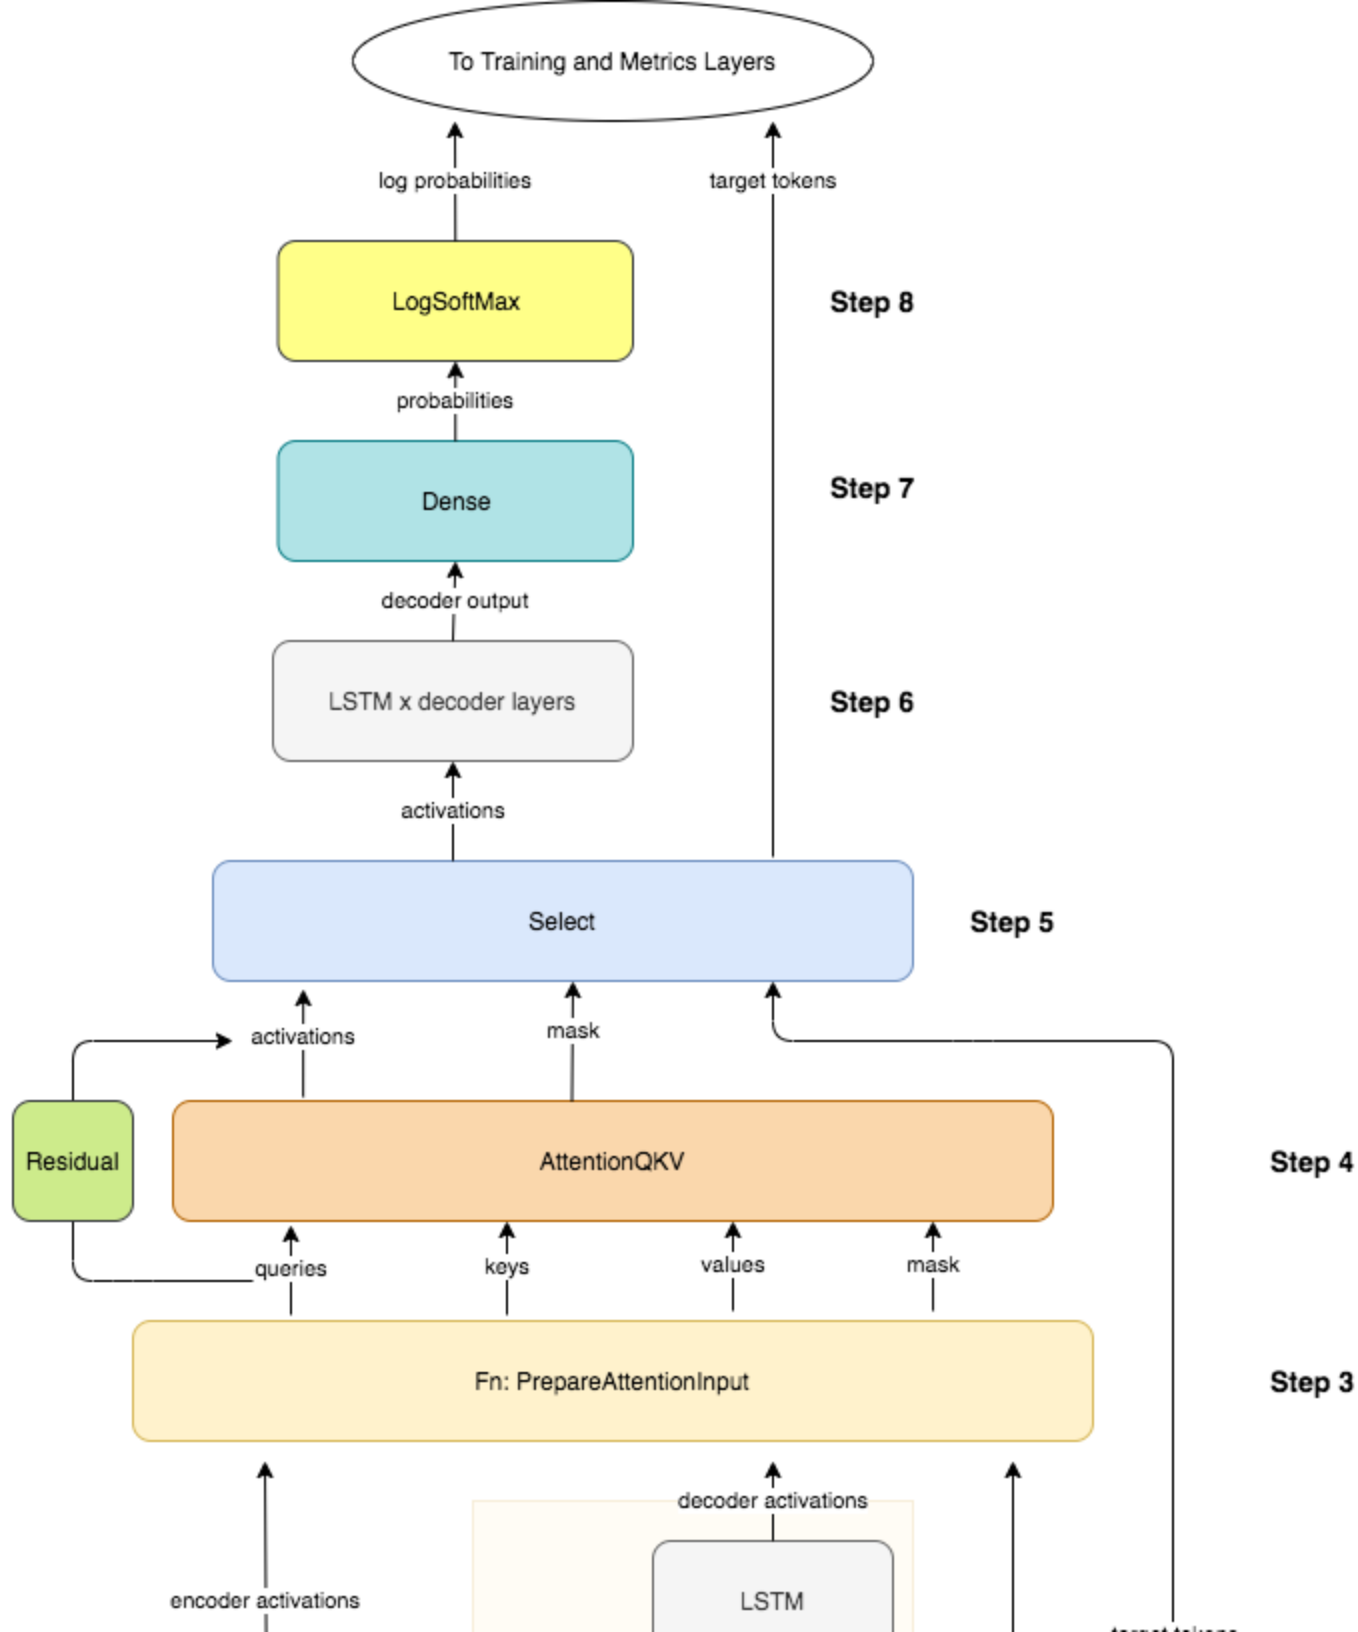 To Training and Metrics Layers
log probabilities
target tokens
LogSoftMax
Step 8
probabilities
Dense
Step 7
decoder output
LSTM x decoder layers
Step 6
activations
Select
Step 5
activations
mask
Residual
AttentionQKV
Step 4
queries
keys
values
mask
Fn: PrepareAttentionInput
Step 3
decoder activations
LSTM
encoder activations